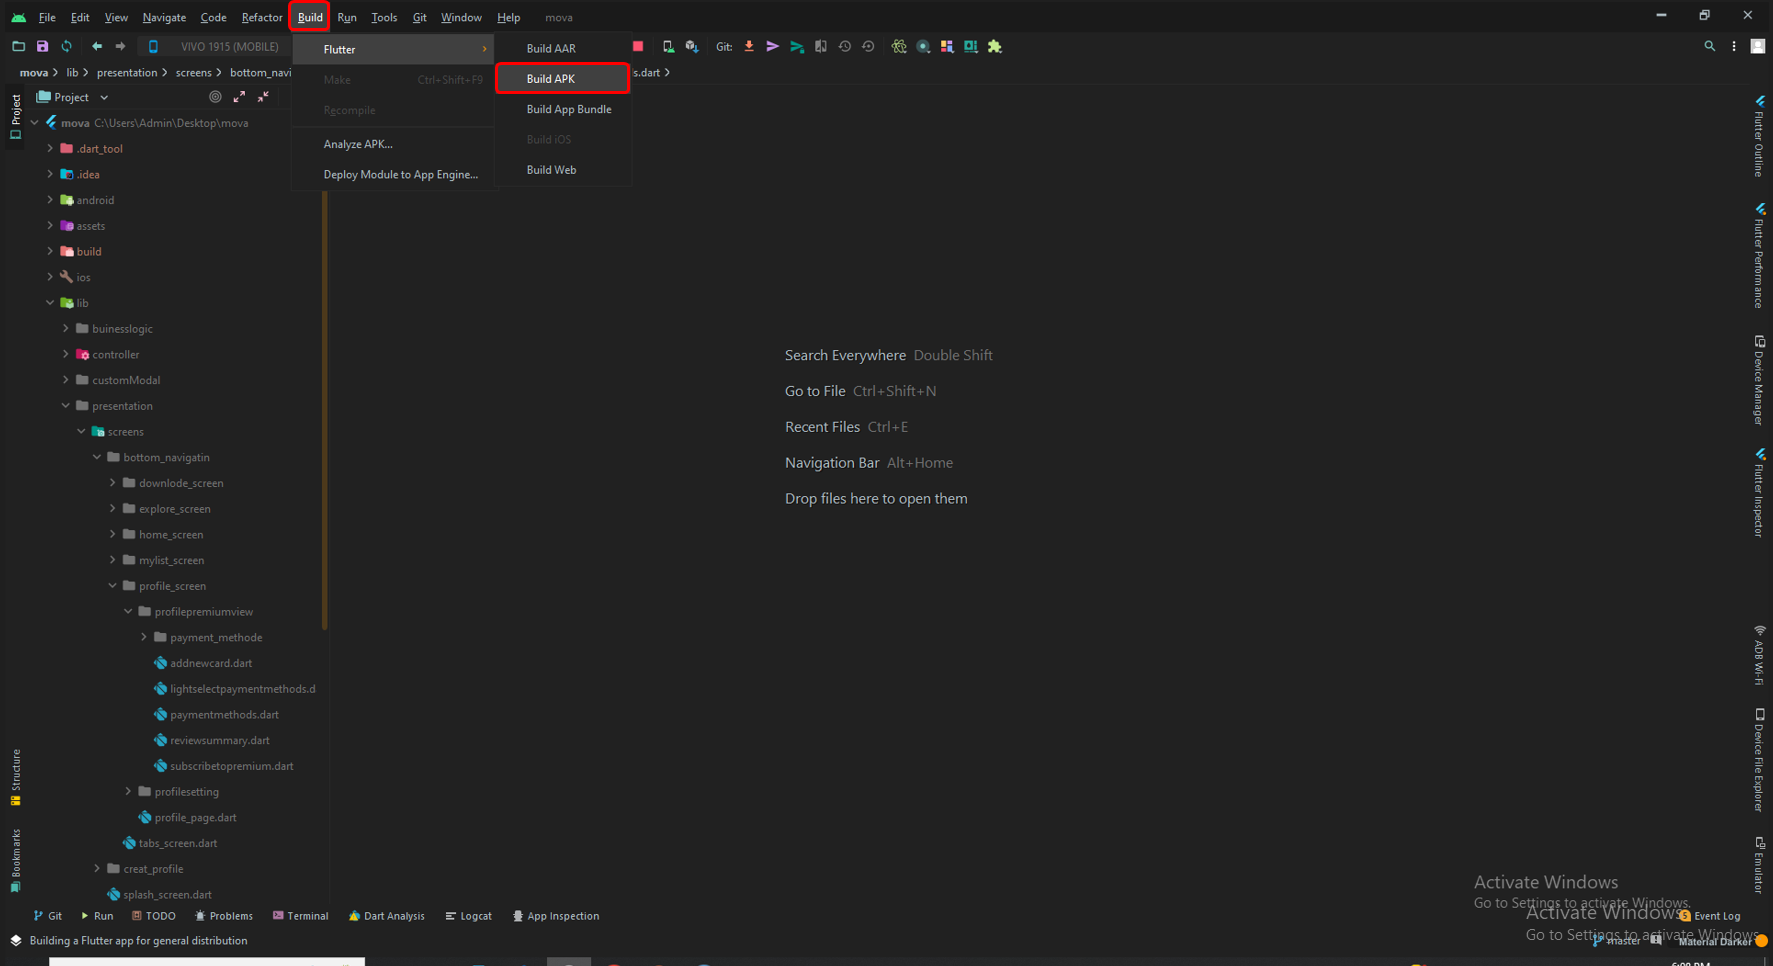 File Edit View Navigate Code Refactor Build Run Tools Git Window Help mova
VIVO 1915 (MOBILE)
Git:
mova lib presentation screens bottom_navi
s.dart
Flutter
Make Ctrl+Shift+F9
Recompile
Analyze APK...
Deploy Module to App Engine...
Build AAR
Build APK
Build App Bundle
Build iOS
Build Web
Project
Project
mova C:\Users\Admin\Desktop\mova
.dart_tool
.idea
android
assets
build
ios
lib
buinesslogic
controller
customModal
presentation
screens
bottom_navigatin
downlode_screen
explore_screen
home_screen
mylist_screen
profile_screen
profilepremiumview
payment_methode
addnewcard.dart
lightselectpaymentmethods.d
paymentmethods.dart
reviewsummary.dart
subscribetopremium.dart
profilesetting
profile_page.dart
tabs_screen.dart
creat_profile
splash_screen.dart
Structure
Bookmarks
Search Everywhere Double Shift
Go to File Ctrl+Shift+N
Recent Files Ctrl+E
Navigation Bar Alt+Home
Drop files here to open them
Flutter Outline
Flutter Performance
Device Manager
Flutter Inspector
ADB Wi-Fi
Device File Explorer
Emulator
Activate Windows
Go to Settings to activate Windows.
Activate Windows
Go to Settings to activate Windows.
Git Run TODO Problems Terminal Dart Analysis Logcat App Inspection
5 Event Log
Building a Flutter app for general distribution
master Material Darker